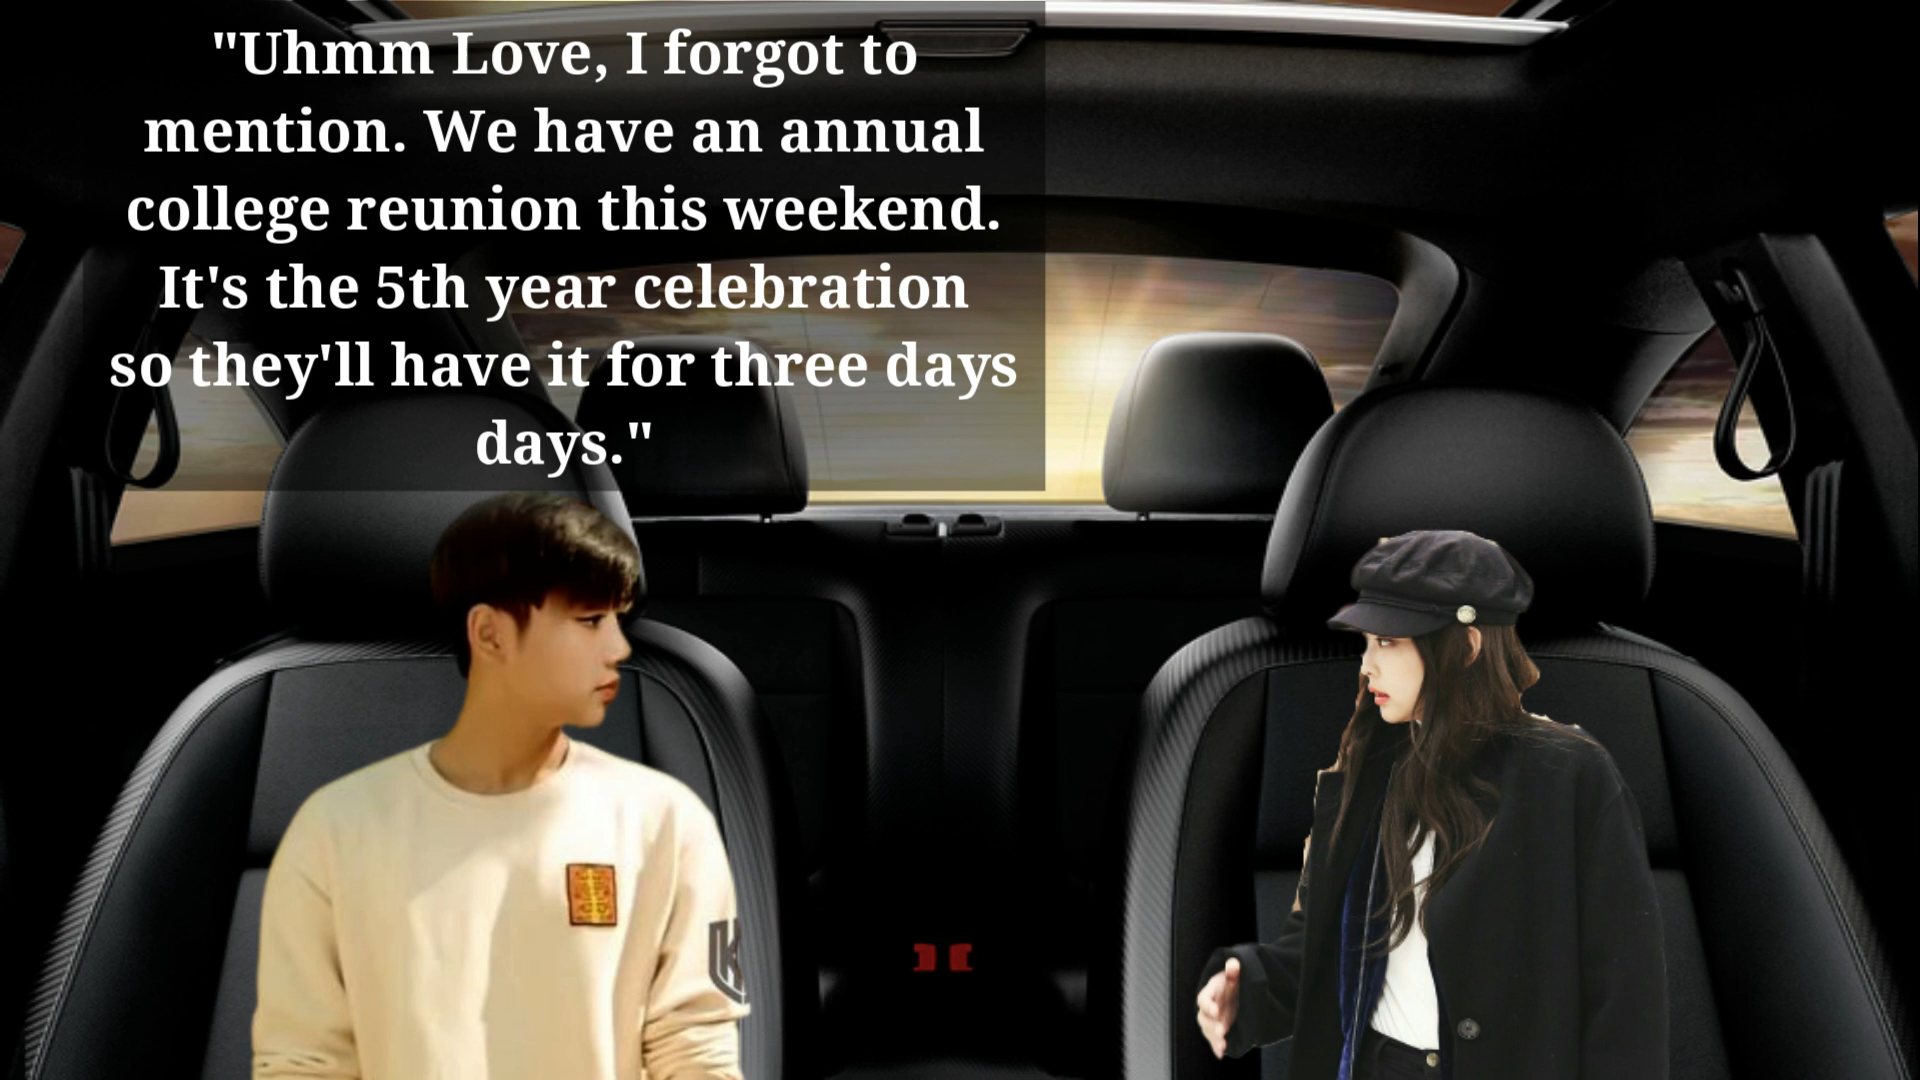 "Uhmm Love, I forgot to
mention. We have an annual
college reunion this weekend.
It's the 5th year celebration
so they'll have it for three days
days."
K